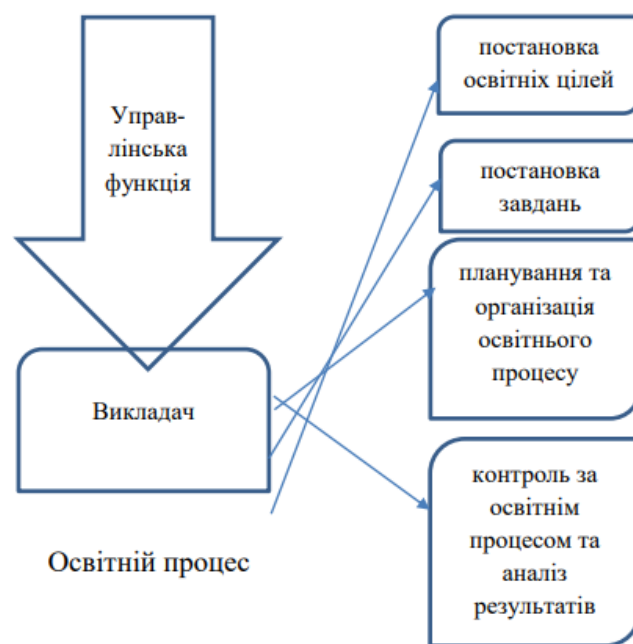 Управ-
лінська
функція
Викладач
Освітній процес
постановка
освітніх цілей
постановка
завдань
планування та
організація
освітнього
процесу
контроль за
освітнім
процесом та
аналіз
результатів